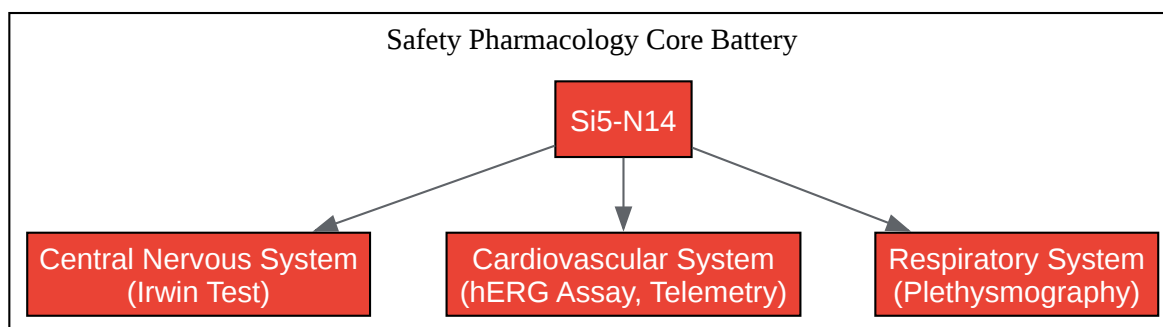 Safety Pharmacology Core Battery
Si5-N14
Central Nervous System
(Irwin Test)
Cardiovascular System
(hERG Assay, Telemetry)
Respiratory System
(Plethysmography)